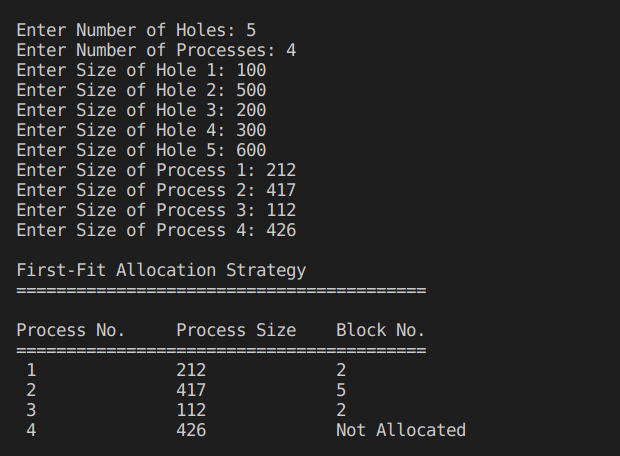 Enter Number of Holes: 5
Enter Number of Processes: 4
Enter Size of Hole 1: 100
Enter Size of Hole 2: 500
Enter Size of Hole 3: 200
Enter Size of Hole 4: 300
Enter Size of Hole 5: 600
Enter Size of Process 1: 212
Enter Size of Process 2: 417
Enter Size of Process 3: 112
Enter Size of Process 4: 426
First-Fit Allocation Strategy
=========================================
Process No.     Process Size    Block No.
=========================================
 1              212             2
 2              417             5
 3              112             2
 4              426             Not Allocated